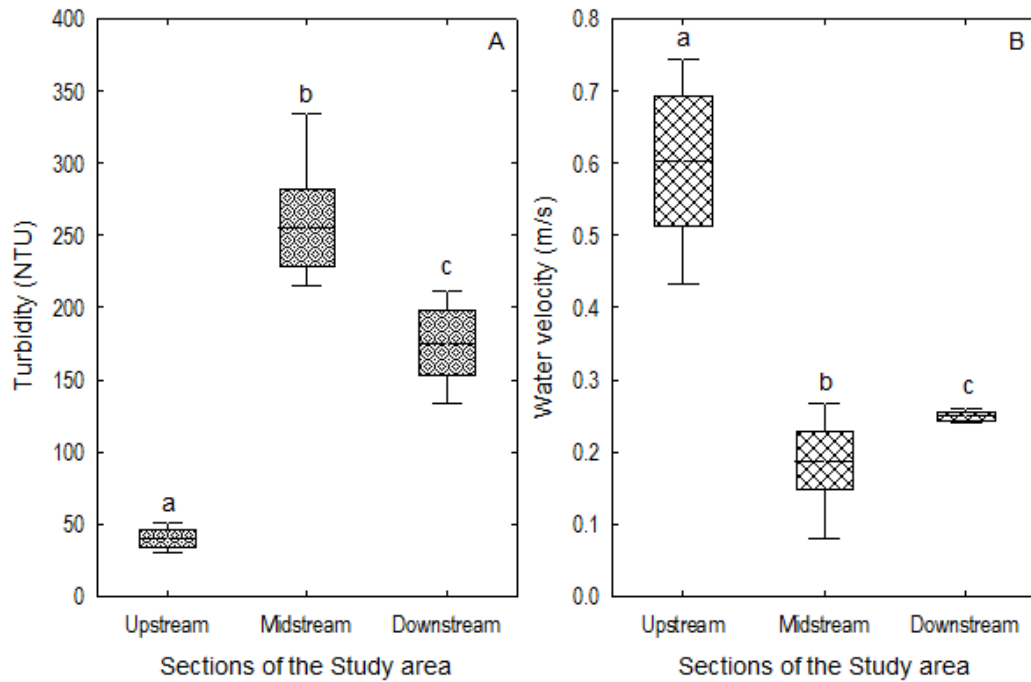 A
Turbidity (NTU)
400
350
300
250
200
150
100
50
0
a
b
c
Upstream Midstream Downstream
Sections of the Study area
B
Water velocity (m/s)
0.8
0.7
0.6
0.5
0.4
0.3
0.2
0.1
0.0
a
b
c
Upstream Midstream Downstream
Sections of the Study area